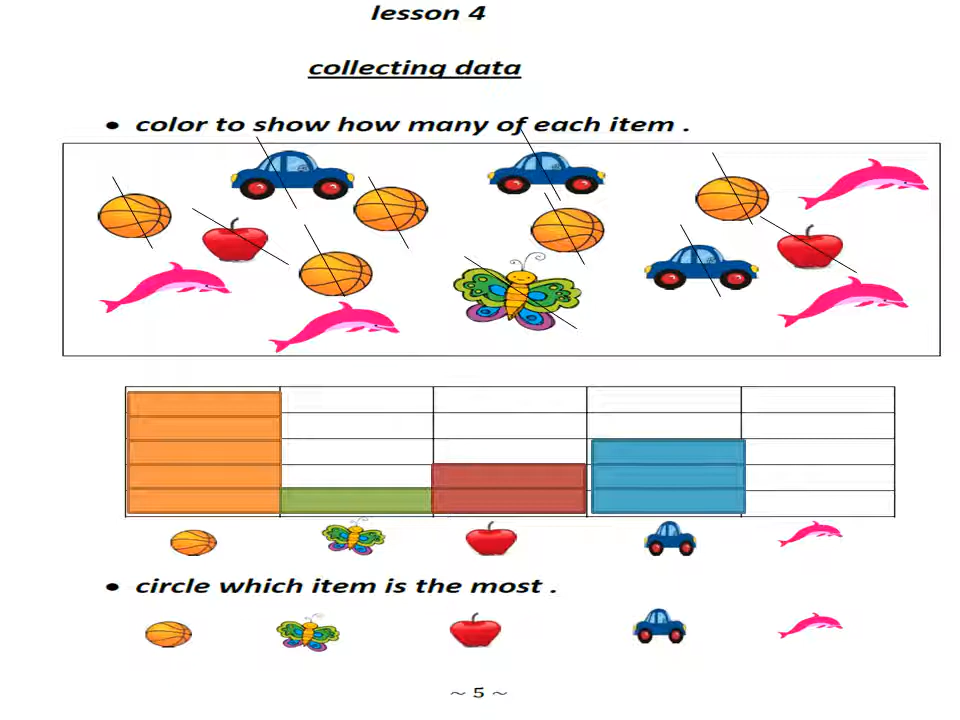 lesson 4
collecting data
• color to show how many of each item .
• circle which item is the most .
~ 5 ~